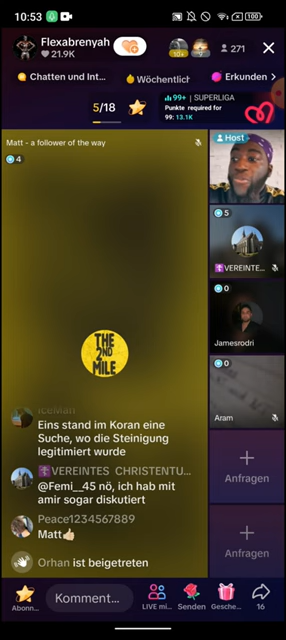 10:53
100
Flexabrenyah
21.9K
10+
271
Chatten und Int...
Wöchentlich
Erkunden
5/18
99+ | SUPERLIGA
Punkte required for
99: 13.1K
Matt - a follower of the way
4
Host
5
VEREINTE...
0
Jamesrodri
0
Aram
THE
2ND
MILE
IceMan
Eins stand im Koran eine
Suche, wo die Steinigung
legitimiert wurde
VEREINTES CHRISTENTU...
@Femi__45 nö, ich hab mit
amir sogar diskutiert
Peace1234567889
Matt👍🏼
Orhan ist beigetreten
+
Anfragen
+
Anfragen
Abonn...
Komment...
LIVE mi...
Senden
Gesche...
16